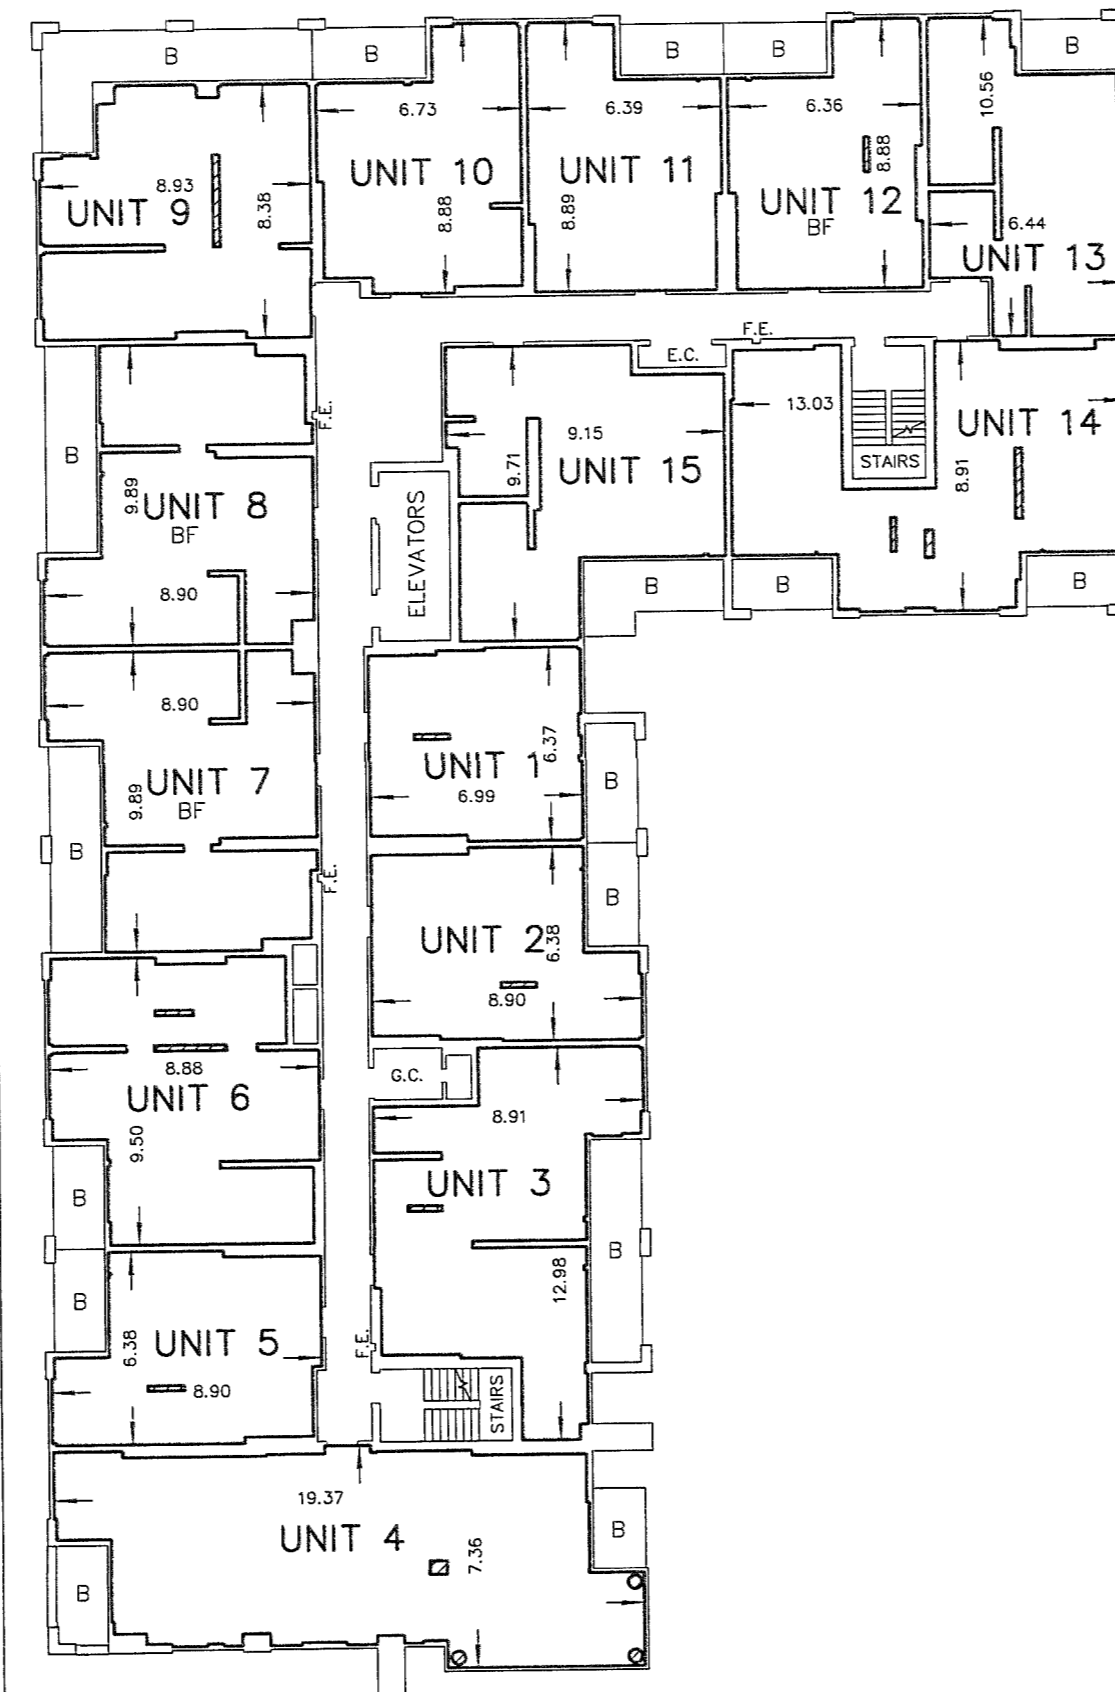 B
B
B
B
B
6.73
6.39
6.36
10.56
UNIT 10
UNIT 11
8.88
8.93
UNIT 9
8.38
8.88
8.89
UNIT 12
BF
6.44
UNIT 13
F.E.
E.C.
F.E.
13.03
9.15
UNIT 14
B
9.71
UNIT 15
STAIRS
8.91
9.89
UNIT 8
BF
ELEVATORS
8.90
B
B
B
8.90
6.37
UNIT 1
UNIT 7
9.89
BF
6.99
B
B
F.E.
B
UNIT 2
6.38
8.90
8.88
G.C.
UNIT 6
8.91
9.50
UNIT 3
B
B
12.98
B
6.38
UNIT 5
F.E.
8.90
STAIRS
19.37
UNIT 4
7.36
B
B